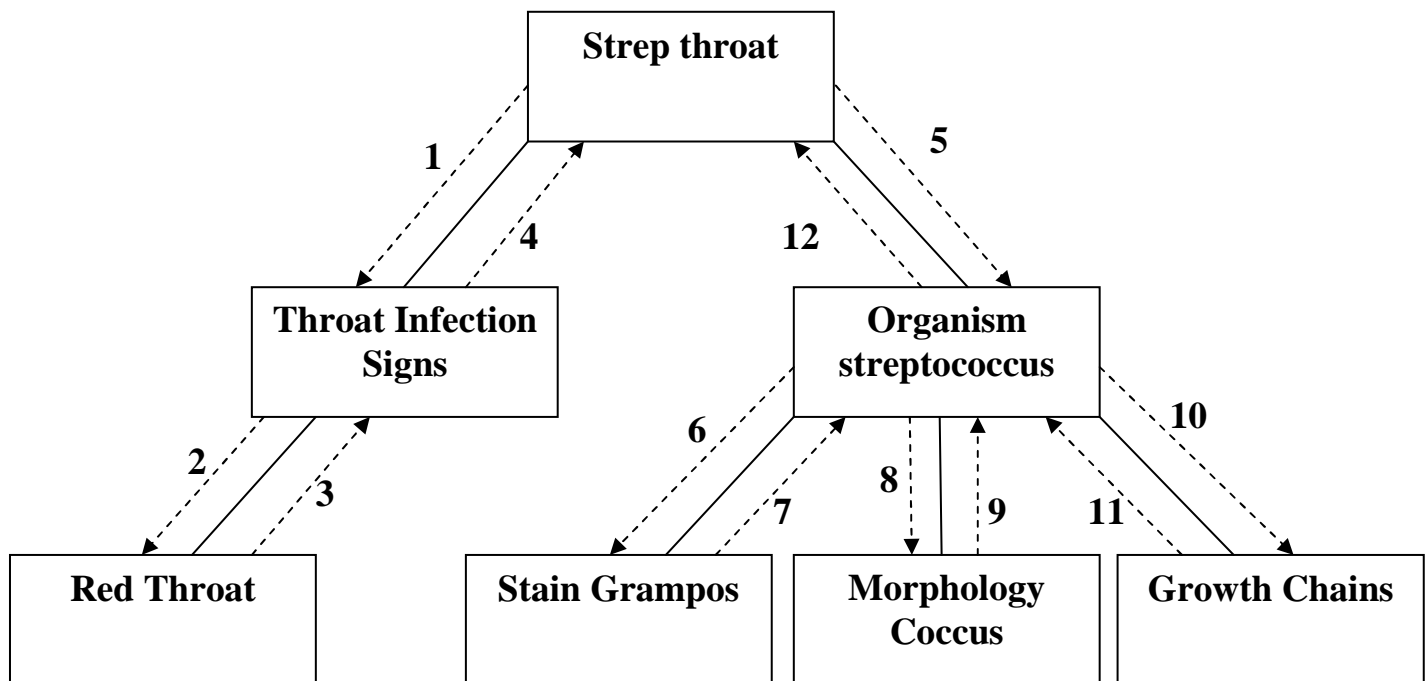 Strep throat
1
5
4
12
Throat Infection
Signs
Organism
streptococcus
2
3
6
7
8
9
10
11
Red Throat
Stain Grampos
Morphology
Coccus
Growth Chains